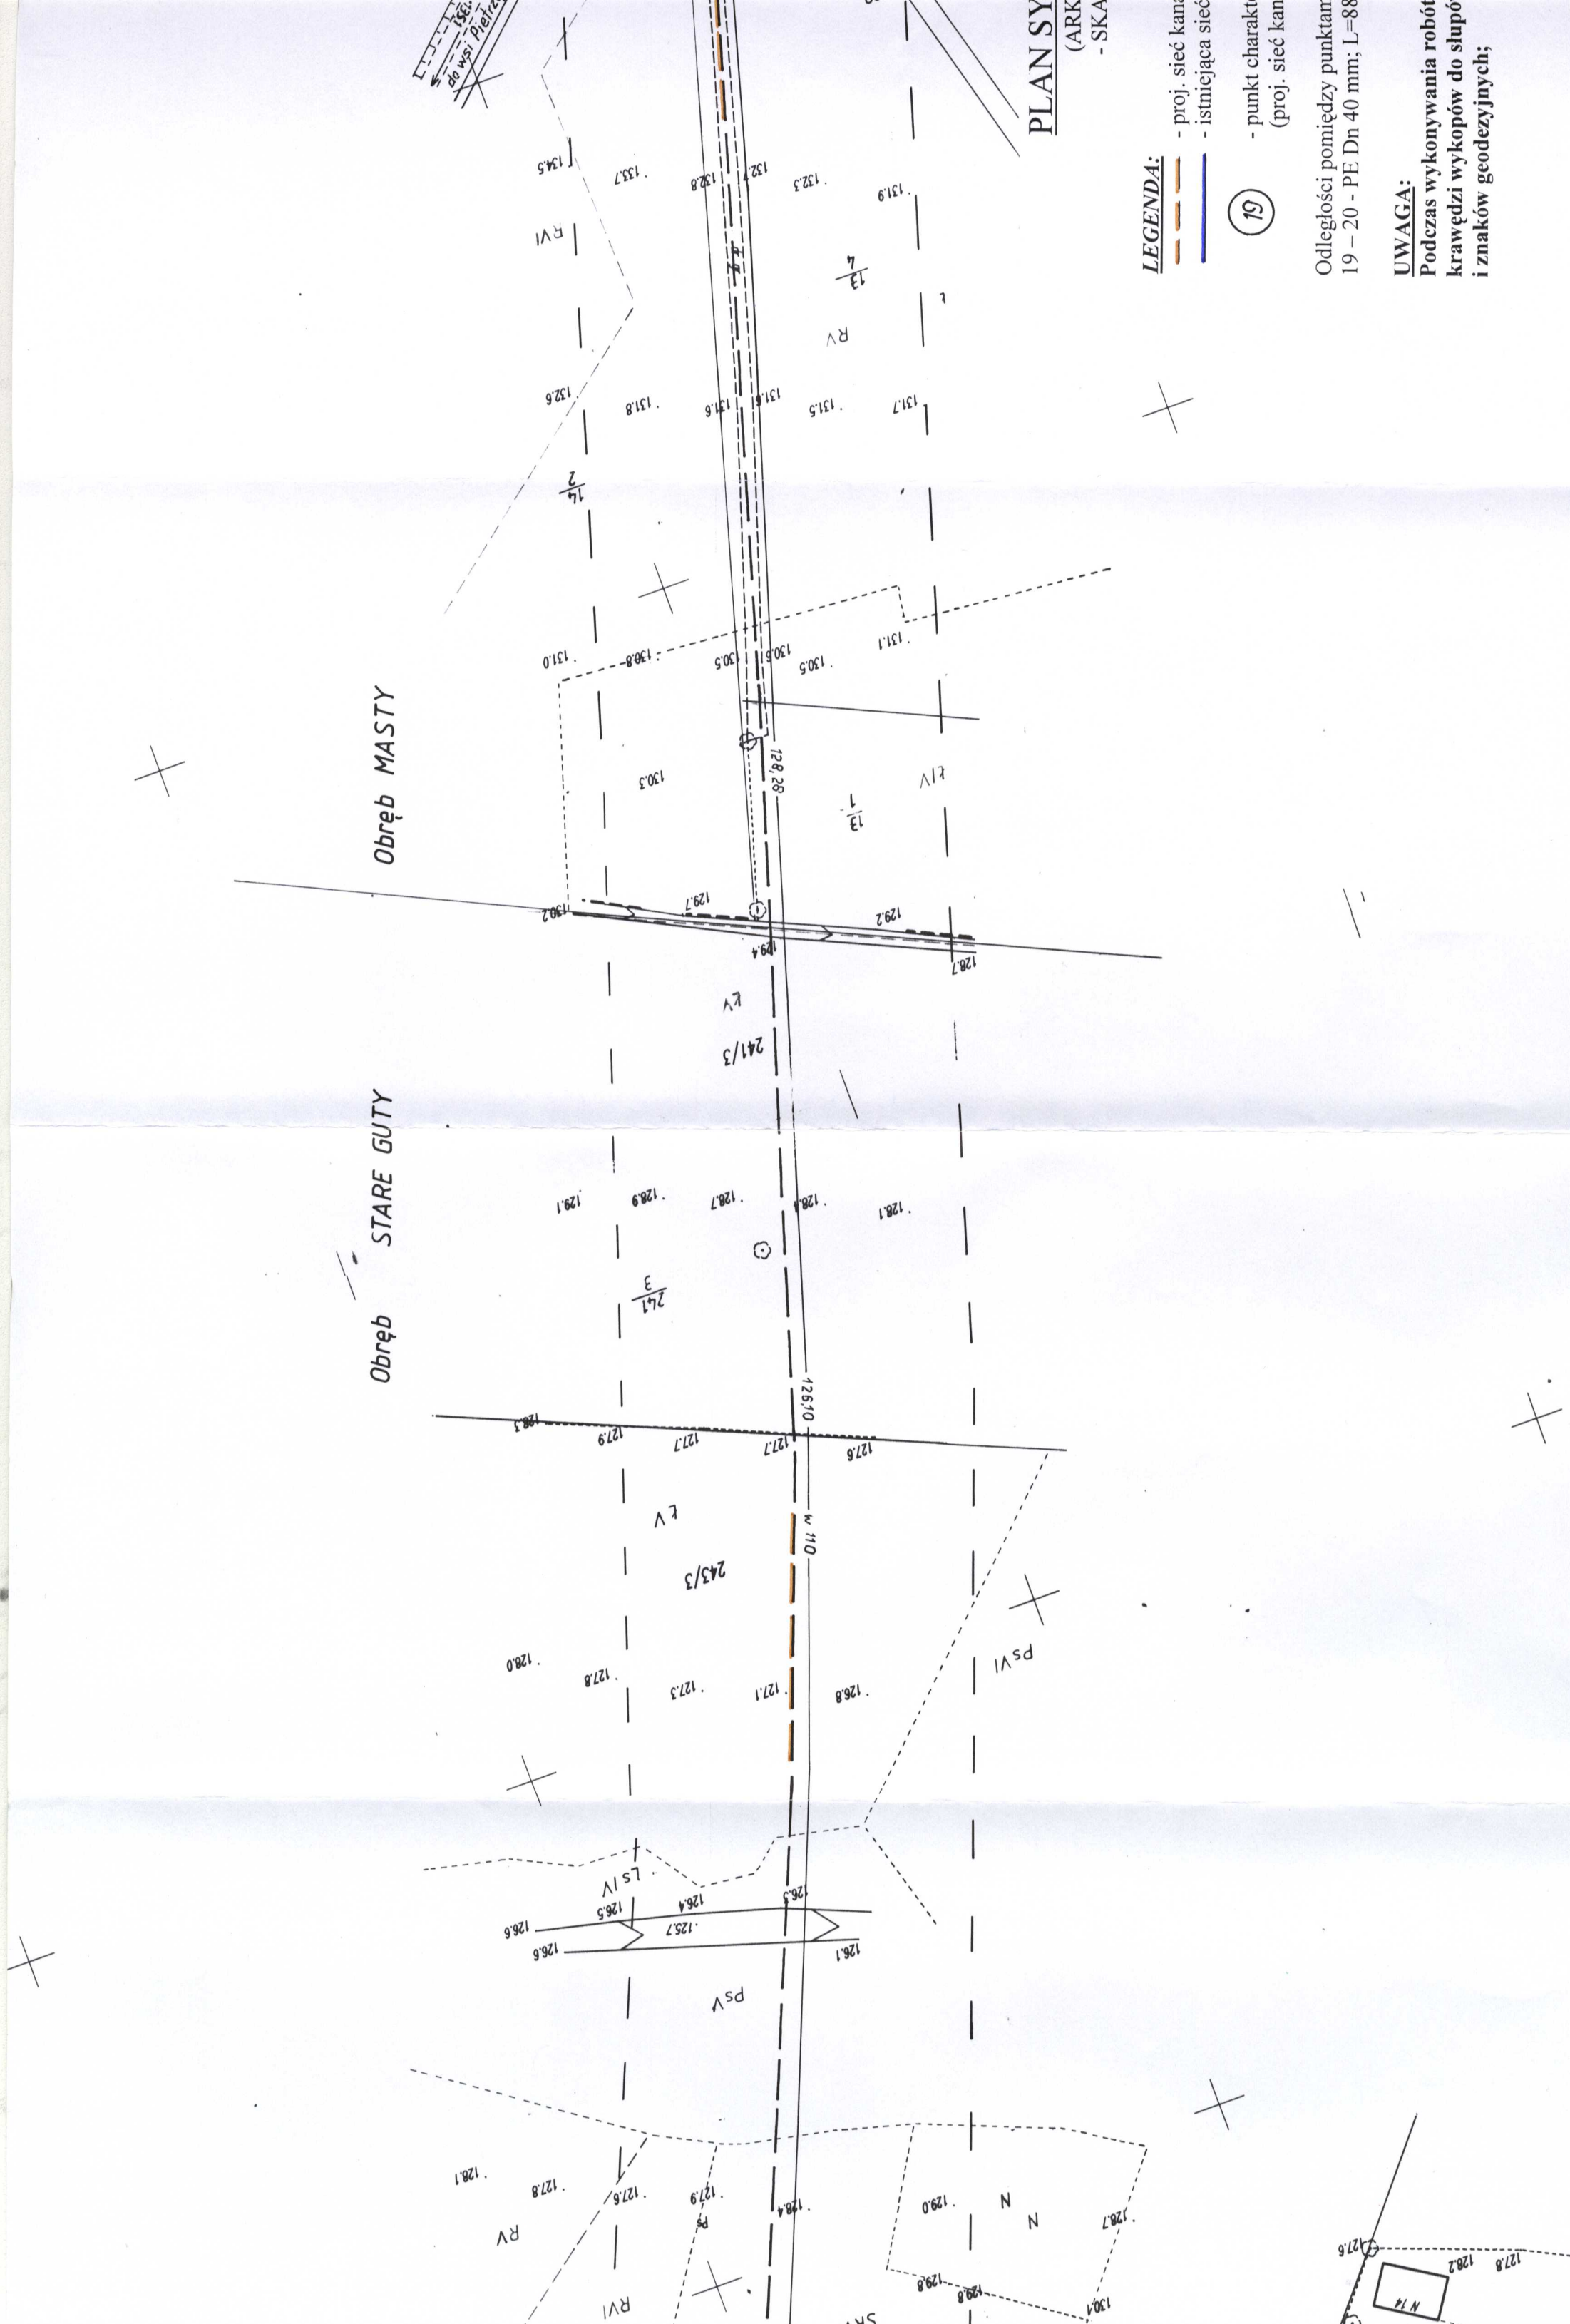 (SEI
do wsi Pietrz
134.5
133.7
132.8
132.3
131.9
RVI
13
4
RV
132.6
131.8
131.6
131.6
131.5
131.7
14
2
131.0
130.8
130.5
130.6
130.5
131.1
130.3
128,28
13
1
ŁIV
Obręb MASTY
130.2
129.7
129.2
129.4
128.7
ŁV
241/3
Obręb STARE GUTY
129.1
128.9
128.7
128.1
241
3
126,10
128.3
127.9
127.7
127.7
127.6
ŁV
w 110
243/3
128.0
127.8
127.3
127.1
126.8
PsVI
LsIV
126.6
126.5
126.4
126.3
125.7
126.6
126.1
PsV
128.1
127.8
127.6
127.9
128.4
129.0
N
N
128.7
RV
Ps
RVI
129.8
129.8
130.1
127.6
128.2
127.8
N 14
PLAN SY
(ARK
- SKA
LEGENDA:
- proj. sieć kana
- istniejąca sieć
19 - punkt charakte
(proj. sieć kan
Odległości pomiędzy punktam
19 – 20 - PE Dn 40 mm; L=88
UWAGA:
Podczas wykonywania robót
krawędzi wykopów do słupó
i znaków geodezyjnych;